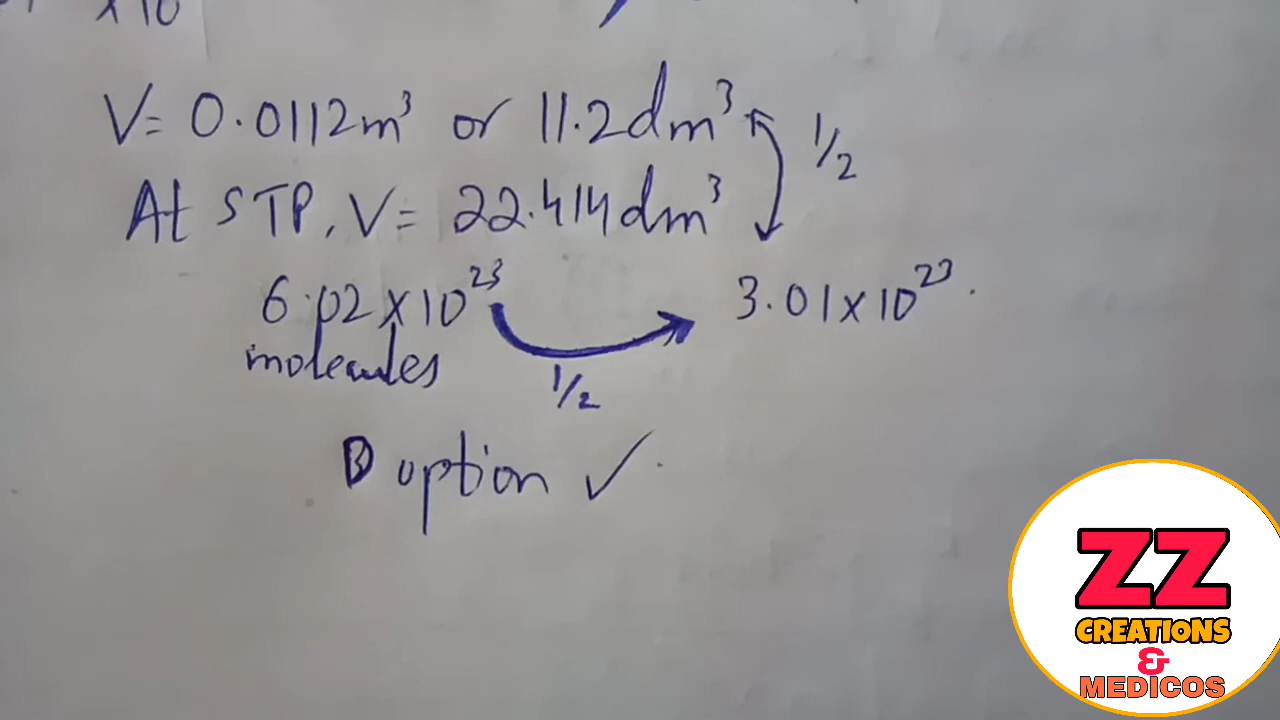 x10
V= 0.0112m³ or 11.2dm³ 1/2
At STP, V= 22.414dm³
6.02x10²³ 3.01x10²³.
molecules
1/2
D option ✓
ZZ
CREATIONS
&
MEDICOS